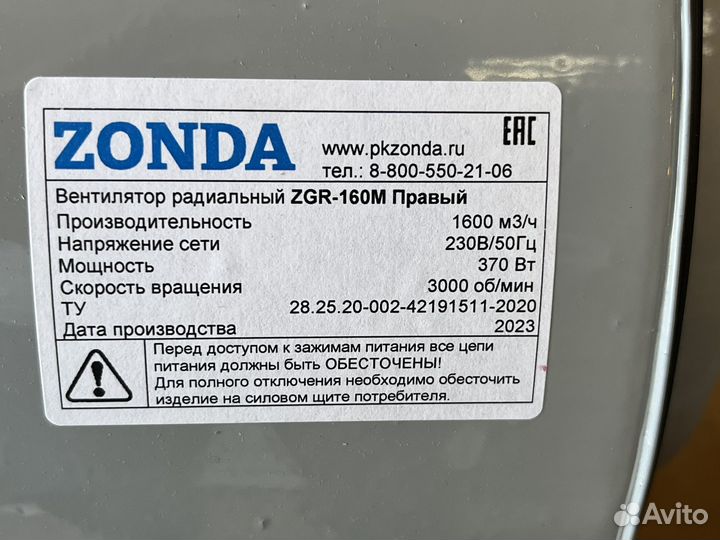 ZONDA
www.pkzonda.ru
EAC
тел.: 8-800-550-21-06
Вентилятор радиальный ZGR-160М Правый
Производительность 1600 м3/ч
Напряжение сети 230В/50Гц
Мощность 370 Вт
Скорость вращения 3000 об/мин
ТУ 28.25.20-002-42191511-2020
Дата производства 2023
Перед доступом к зажимам питания все цепи
питания должны быть ОБЕСТОЧЕНЫ!
Для полного отключения необходимо обесточить
изделие на силовом щите потребителя.
Avito